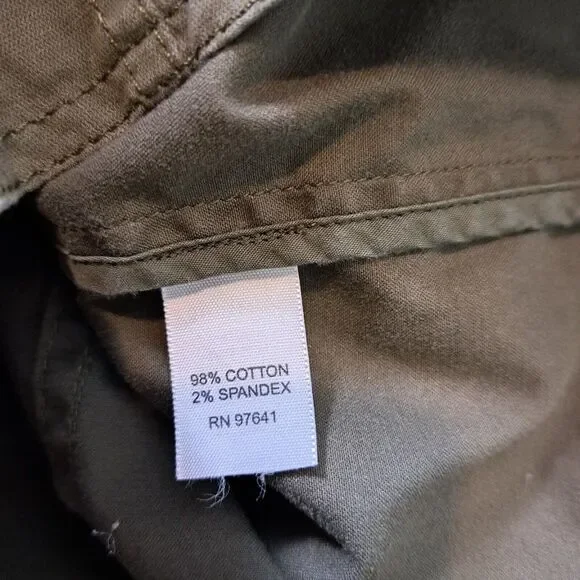 98% COTTON
2% SPANDEX
RN 97641